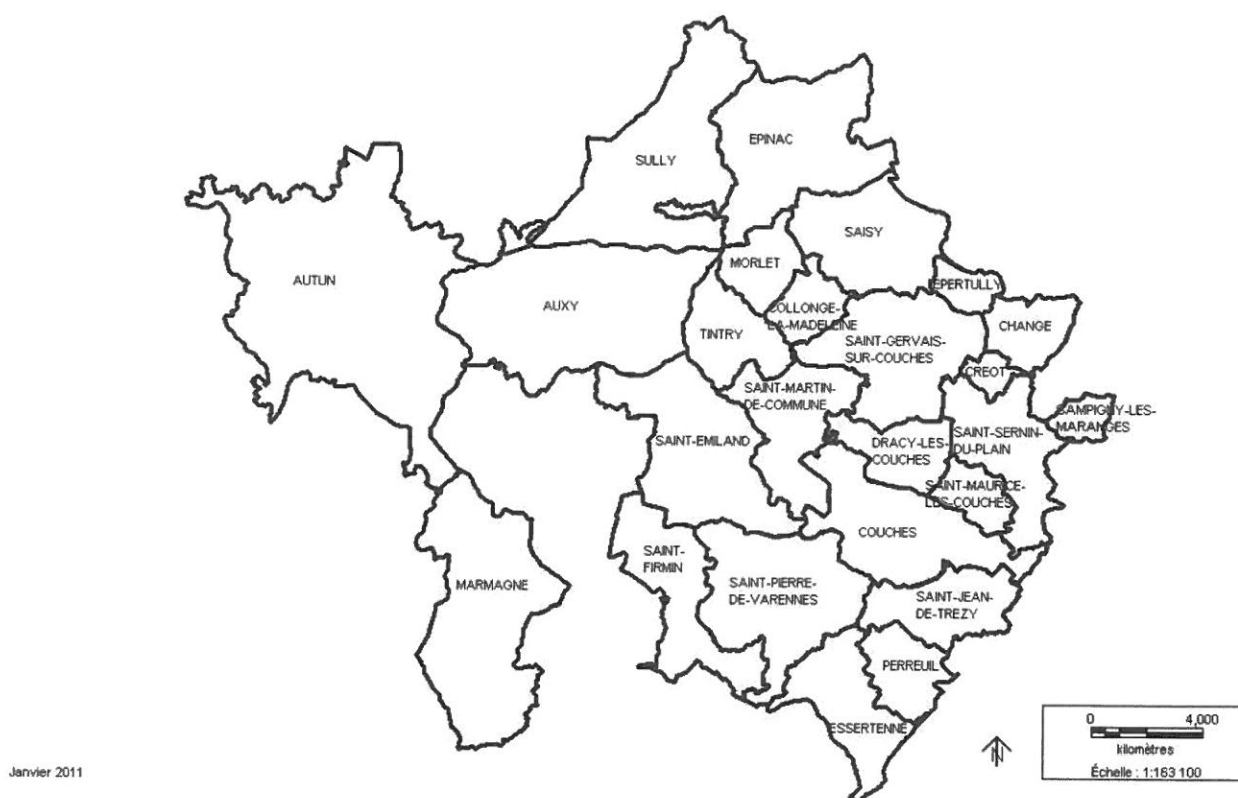 EPINAC
SULLY
SAISY
MORLET
AUTUN
EPERTULLY
AUXY
COLLONGE-
LA-MADELEINE
CHANGE
TINTRY
SAINT-GERVAIS-
SUR-COUCHES
CREOT
SAINT-MARTIN-
DE-COMMUNE
SAMPIGNY-LES-
MARANGES
SAINT-EMILAND
DRACY-LES-
COUCHES
SAINT-SERNIN-
DU-PLAIN
SAINT-MAURICE-
LES-COUCHES
COUCHES
SAINT-
FIRMIN
MARMAGNE
SAINT-PIERRE-
DE-VARENNES
SAINT-JEAN-
DE-TREZY
PERREUIL
ESSERTENNE
N
0 4,000
kilomètres
Échelle : 1:163 100
Janvier 2011